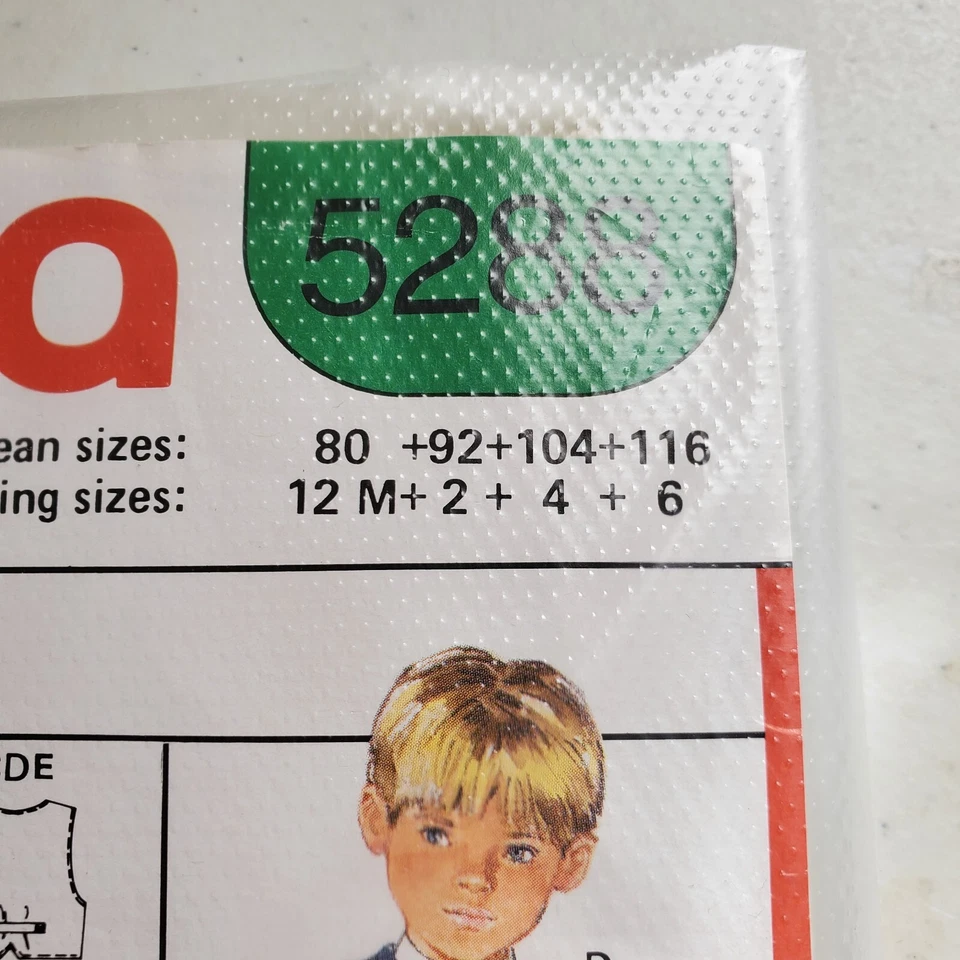 a 5288
ean sizes: 80 +92+104+116
ing sizes: 12 M+ 2 + 4 + 6
DE